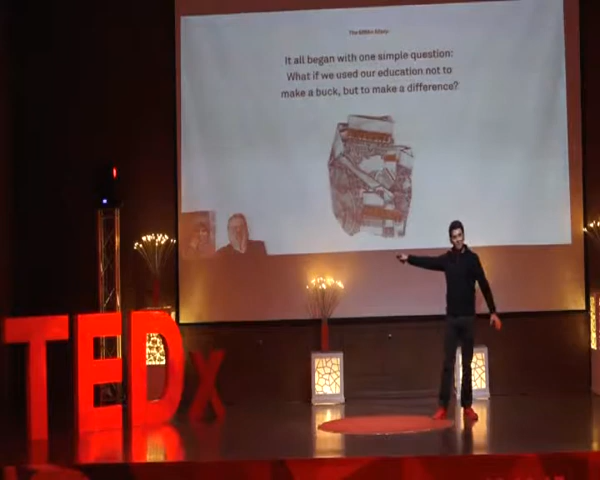 It all began with one simple question:
What if we used our education not to
make a buck, but to make a difference?
TEDx